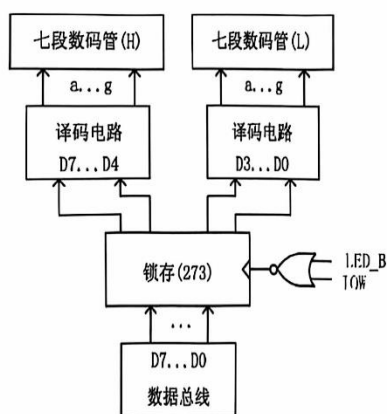 七段数码管(H)
七段数码管(L)
a...g
a...g
译码电路
D7...D4
译码电路
D3...D0
锁存(273)
LED_B
IOW
...
D7...D0
数据总线